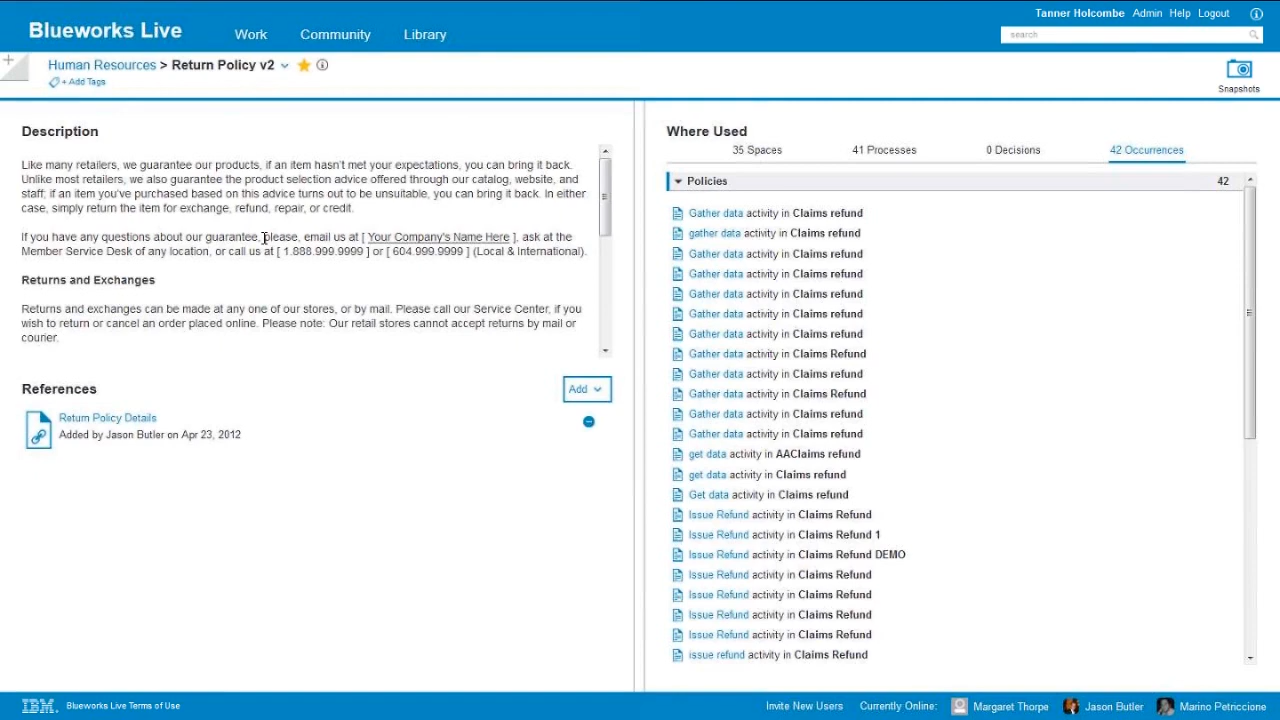 Tanner Holcombe Admin Help Logout
Blueworks Live Work Community Library
search
Human Resources > Return Policy v2
+ Add Tags
Snapshots
Description
Like many retailers, we guarantee our products, if an item hasn't met your expectations, you can bring it back.
Unlike most retailers, we also guarantee the product selection advice offered through our catalog, website, and
staff; if an item you've purchased based on this advice turns out to be unsuitable, you can bring it back. In either
case, simply return the item for exchange, refund, repair, or credit.
If you have any questions about our guarantee, please, email us at [ Your Company's Name Here ], ask at the
Member Service Desk of any location, or call us at [ 1.888.999.9999 ] or [ 604.999.9999 ] (Local & International).
Returns and Exchanges
Returns and exchanges can be made at any one of our stores, or by mail. Please call our Service Center, if you
wish to return or cancel an order placed online. Please note: Our retail stores cannot accept returns by mail or
courier.
References
Add
Return Policy Details
Added by Jason Butler on Apr 23, 2012
Where Used
35 Spaces 41 Processes 0 Decisions 42 Occurrences
Policies 42
Gather data activity in Claims refund
gather data activity in Claims refund
Gather data activity in Claims refund
Gather data activity in Claims refund
Gather data activity in Claims refund
Gather data activity in Claims refund
Gather data activity in Claims refund
Gather data activity in Claims Refund
Gather data activity in Claims refund
Gather data activity in Claims Refund
Gather data activity in Claims refund
Gather data activity in Claims refund
get data activity in AAClaims refund
get data activity in Claims refund
Get data activity in Claims refund
Issue Refund activity in Claims Refund
Issue Refund activity in Claims Refund 1
Issue Refund activity in Claims Refund DEMO
Issue Refund activity in Claims Refund
Issue Refund activity in Claims Refund
Issue Refund activity in Claims Refund
Issue Refund activity in Claims Refund
issue refund activity in Claims Refund
IBM. Blueworks Live Terms of Use Invite New Users Currently Online: Margaret Thorpe Jason Butler Marino Petriccione